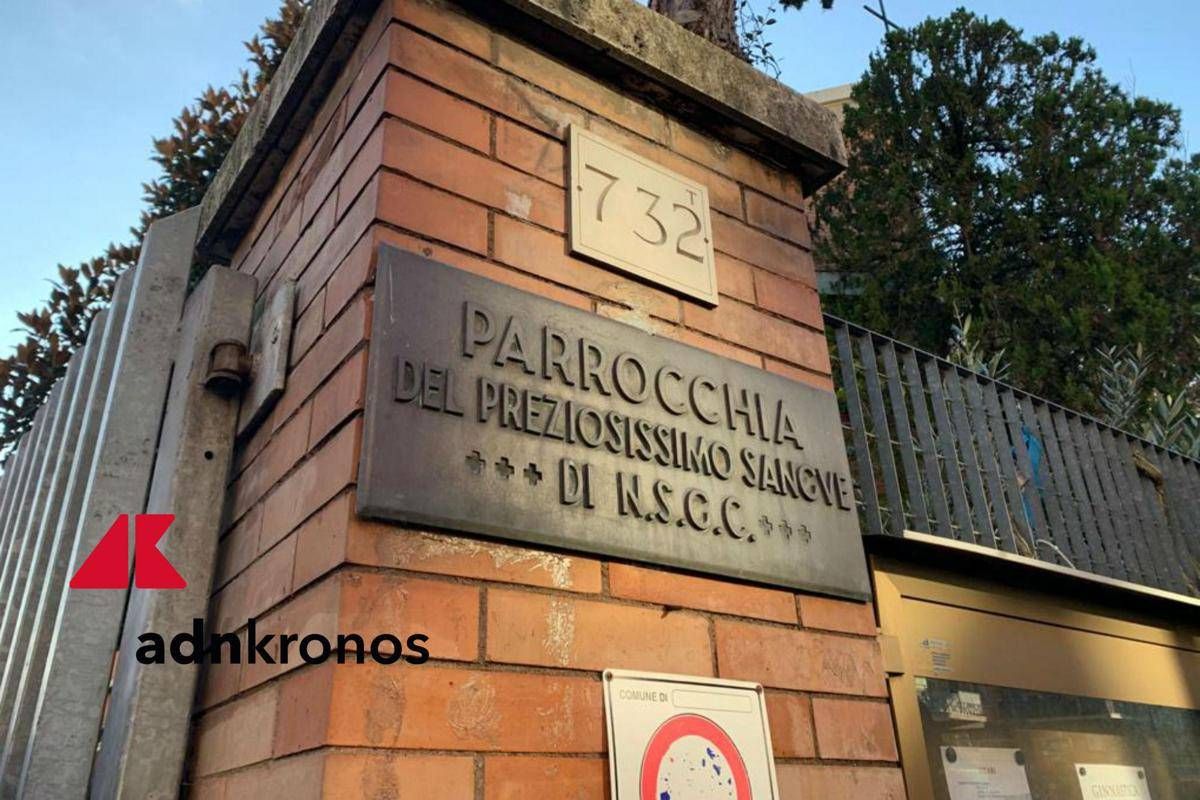 732 T
PARROCCHIA
DEL PREZIOSISSIMO SANGVE
+++ DI N.S.G.C. +++
adnkronos
COMUNE DI